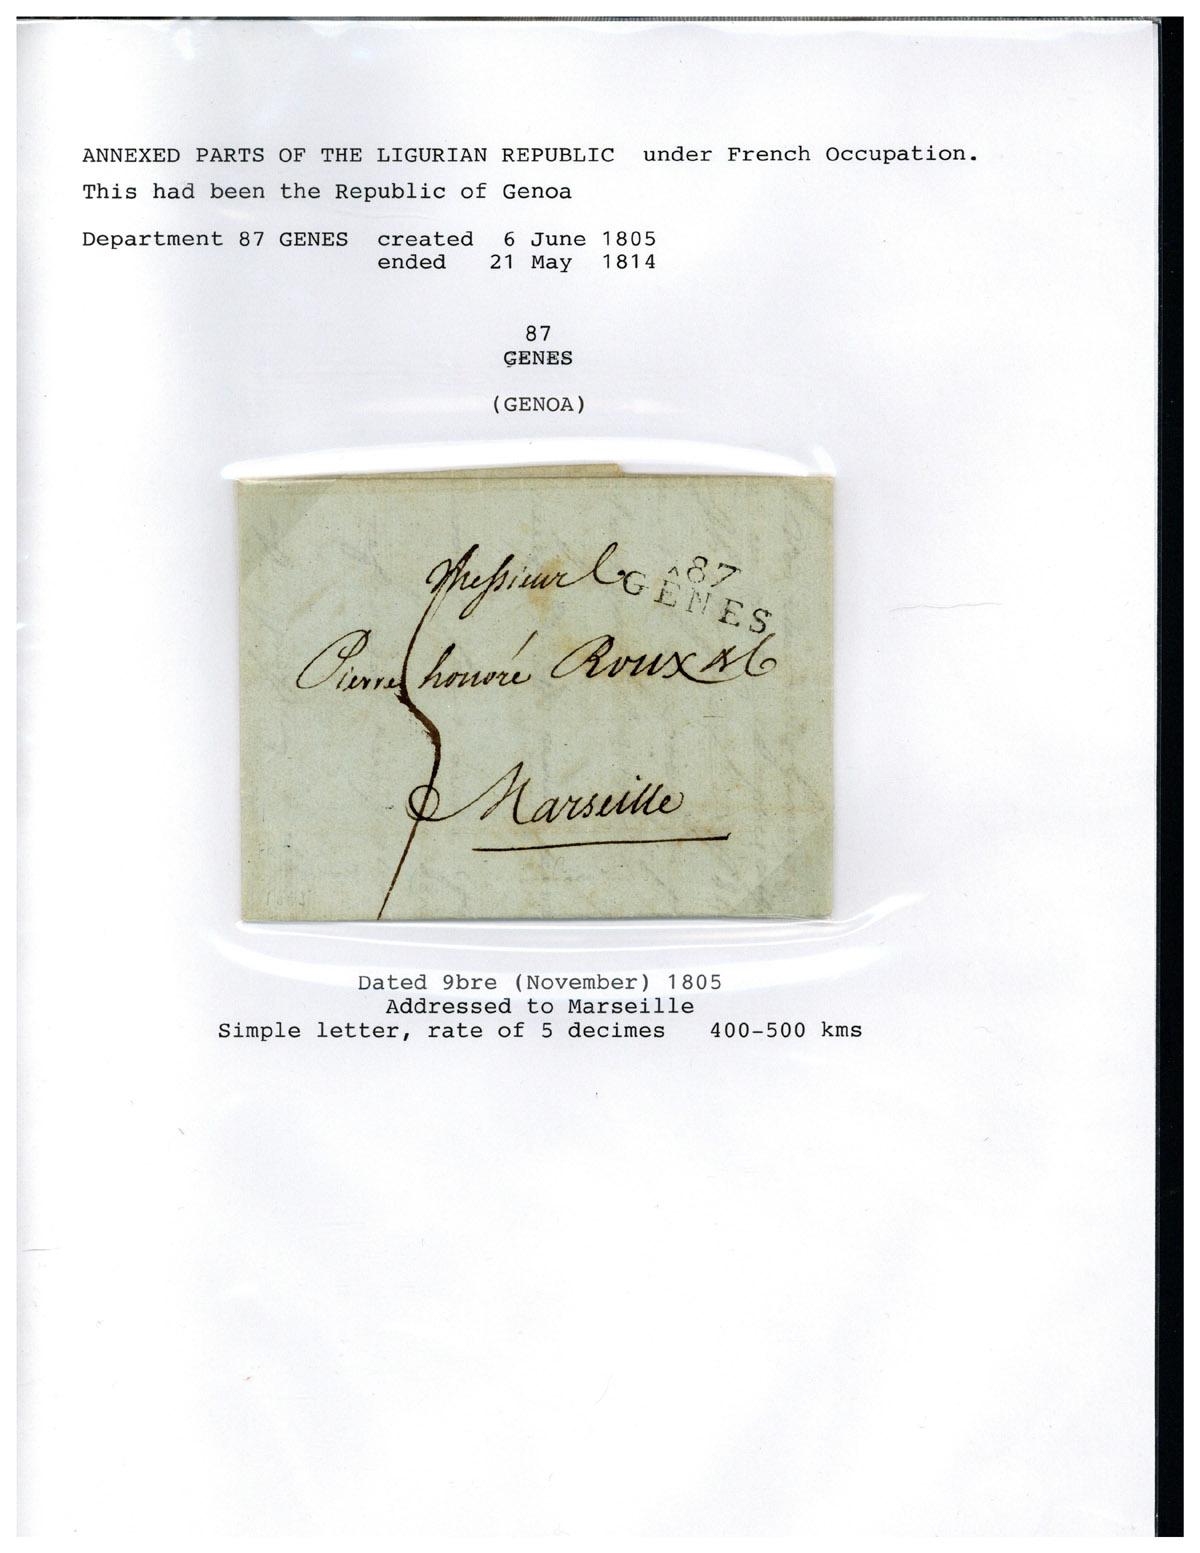 ANNEXED PARTS OF THE LIGURIAN REPUBLIC under French Occupation.
This had been the Republic of Genoa
Department 87 GENES created 6 June 1805
ended 21 May 1814
87
GENES
(GENOA)
Messieur
87
GÊNES
Pierre honoré Roux & C
5
Marseille
Dated 9bre (November) 1805
Addressed to Marseille
Simple letter, rate of 5 decimes 400-500 kms